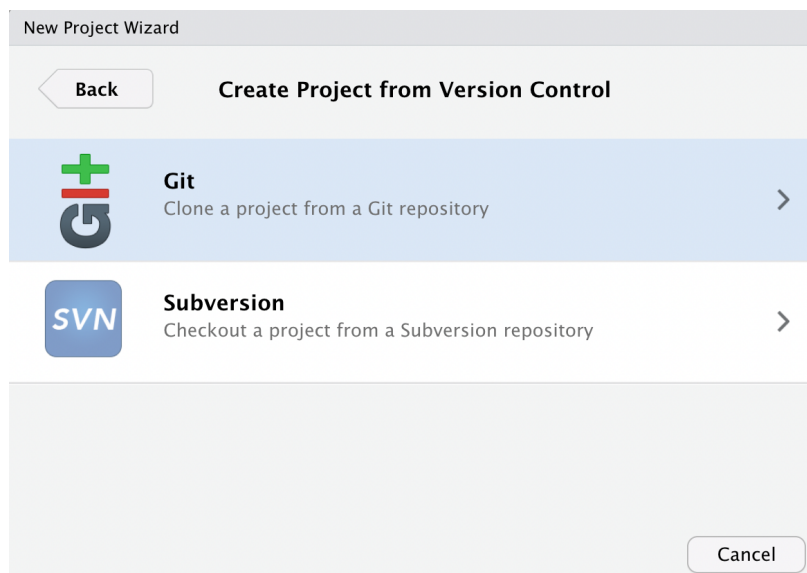 New Project Wizard
Back
Create Project from Version Control
Git
Git
Clone a project from a Git repository
SVN
Subversion
Checkout a project from a Subversion repository
Cancel